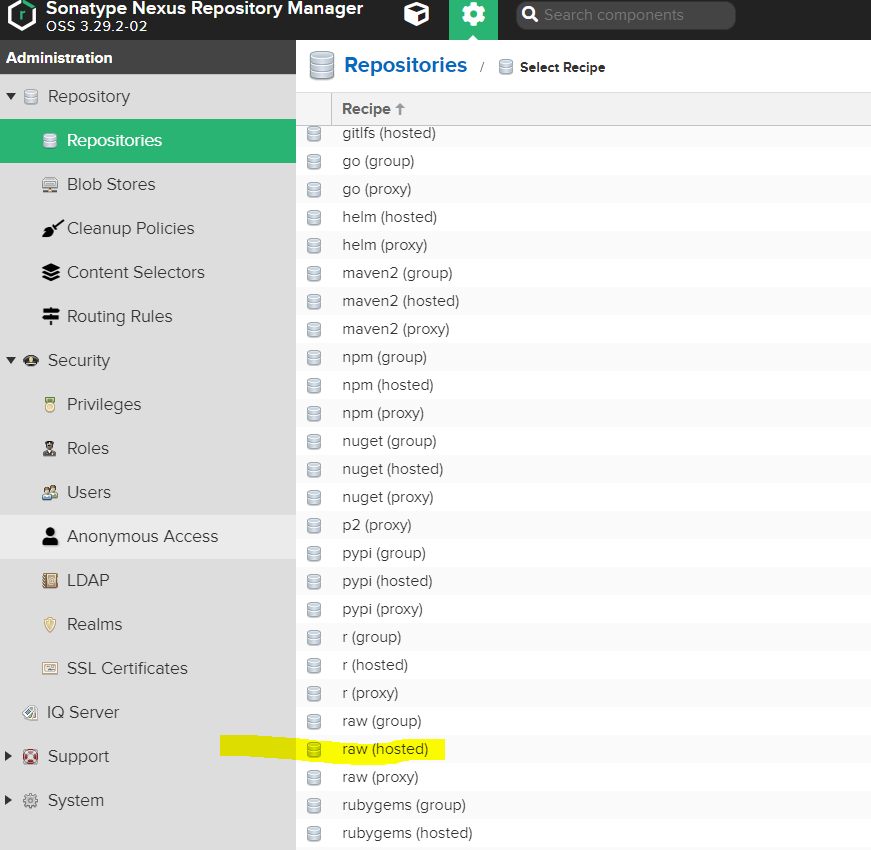 Sonatype Nexus Repository Manager
OSS 3.29.2-02
Search components
Administration
Repository
Repositories
Blob Stores
Cleanup Policies
Content Selectors
Routing Rules
Security
Privileges
Roles
Users
Anonymous Access
LDAP
Realms
SSL Certificates
IQ Server
Support
System
Repositories / Select Recipe
Recipe
gitlfs (hosted)
go (group)
go (proxy)
helm (hosted)
helm (proxy)
maven2 (group)
maven2 (hosted)
maven2 (proxy)
npm (group)
npm (hosted)
npm (proxy)
nuget (group)
nuget (hosted)
nuget (proxy)
p2 (proxy)
pypi (group)
pypi (hosted)
pypi (proxy)
r (group)
r (hosted)
r (proxy)
raw (group)
raw (hosted)
raw (proxy)
rubygems (group)
rubygems (hosted)